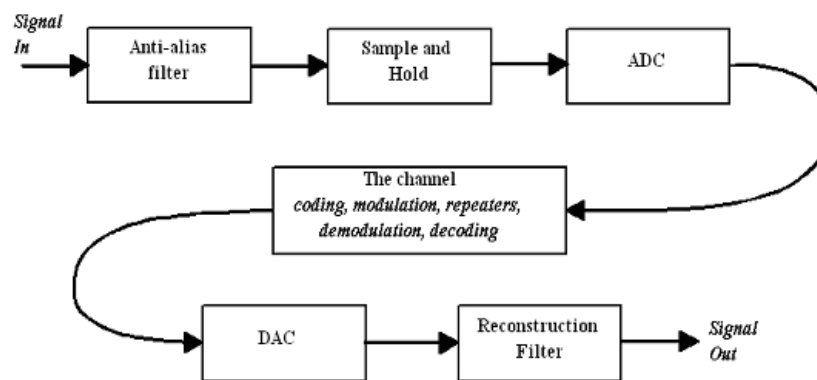 Signal
In
Anti-alias
filter
Sample and
Hold
ADC
The channel
coding, modulation, repeaters,
demodulation, decoding
DAC
Reconstruction
Filter
Signal
Out